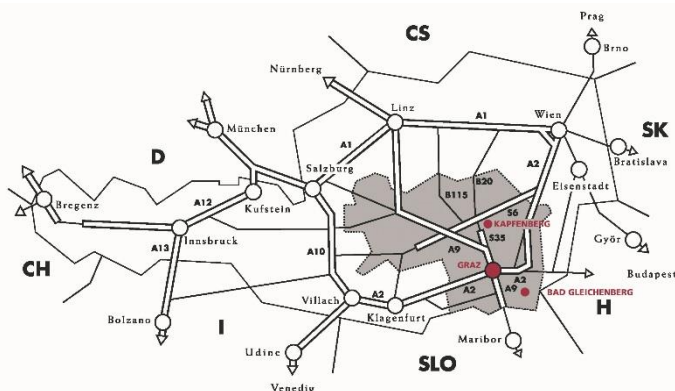 Prag
CS
Brno
Nürnberg
Linz
A1
Wien
SK
München
A1
D
Salzburg
A2
Bratislava
B20
B115
Eisenstadt
Bregenz
A12
Kufstein
S6
KAPFENBERG
Innsbruck
S35
Györ
A13
A10
A9
CH
GRAZ
Budapest
A2
Villach
A2
A2
A9
BAD GLEICHENBERG
H
Bolzano
I
Klagenfurt
Udine
Maribor
SLO
Venedig